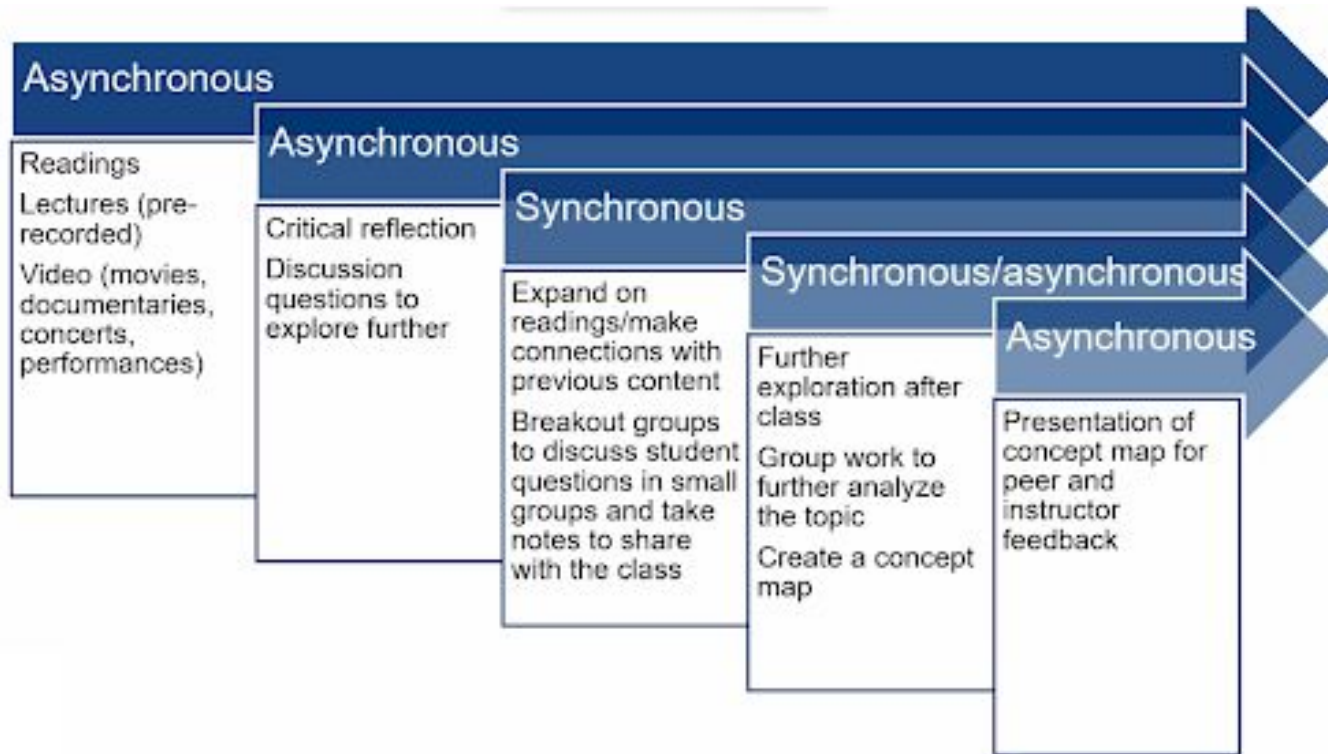 Asynchronous
Readings
Lectures (pre-
recorded)
Video (movies,
documentaries,
concerts,
performances)
Asynchronous
Critical reflection
Discussion
questions to
explore further
Synchronous
Expand on
readings/make
connections with
previous content
Breakout groups
to discuss student
questions in small
groups and take
notes to share
with the class
Synchronous/asynchronous
Further
exploration after
class
Group work to
further analyze
the topic
Create a concept
map
Asynchronous
Presentation of
concept map for
peer and
instructor
feedback